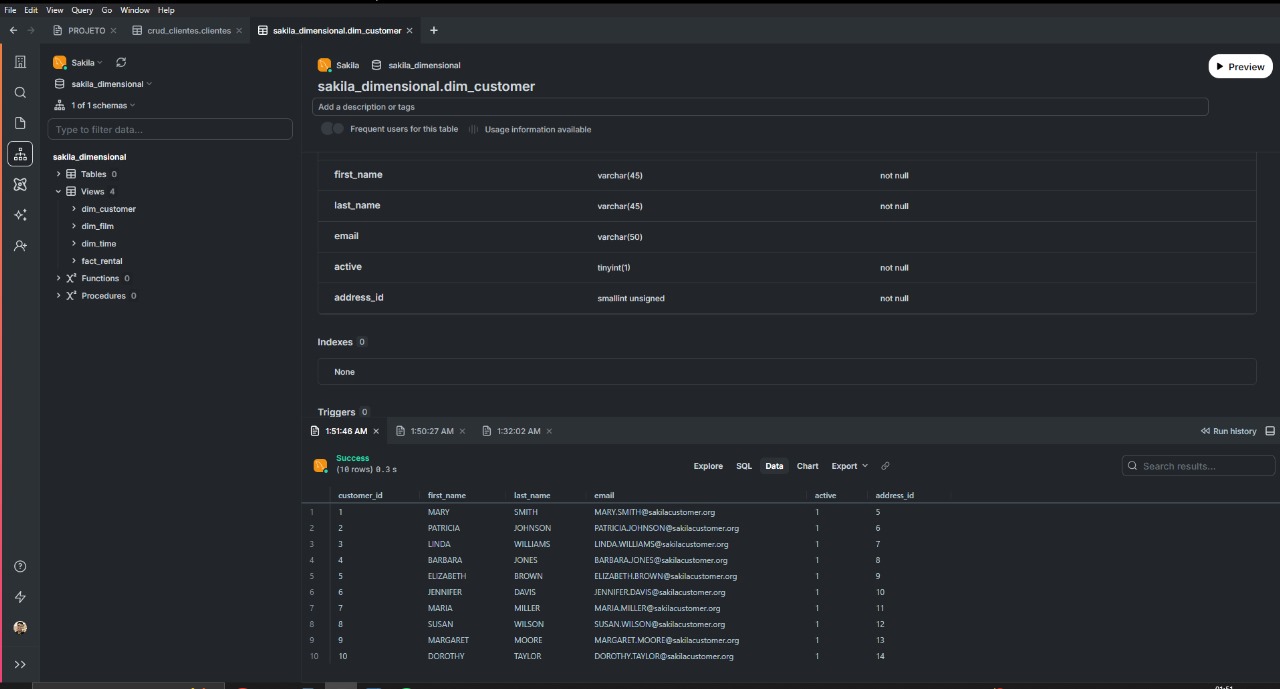 File Edit View Query Go Window Help
PROJETO crud_clientes.clientes sakila_dimensional.dim_customer
Sakila
sakila_dimensional
1 of 1 schemas
Type to filter data...
sakila_dimensional
Tables 0
Views 4
dim_customer
dim_film
dim_time
fact_rental
Functions 0
Procedures 0
Sakila sakila_dimensional
Preview
sakila_dimensional.dim_customer
Add a description or tags
Frequent users for this table Usage information available
first_name varchar(45) not null
last_name varchar(45) not null
email varchar(50)
active tinyint(1) not null
address_id smallint unsigned not null
Indexes 0
None
Triggers 0
1:51:46 AM 1:50:27 AM 1:32:02 AM Run history
Success
(10 rows) 0.3 s
Explore SQL Data Chart Export Search results...
customer_id first_name last_name email active address_id
1 1 MARY SMITH MARY.SMITH@sakilacustomer.org 1 5
2 2 PATRICIA JOHNSON PATRICIA.JOHNSON@sakilacustomer.org 1 6
3 3 LINDA WILLIAMS LINDA.WILLIAMS@sakilacustomer.org 1 7
4 4 BARBARA JONES BARBARA.JONES@sakilacustomer.org 1 8
5 5 ELIZABETH BROWN ELIZABETH.BROWN@sakilacustomer.org 1 9
6 6 JENNIFER DAVIS JENNIFER.DAVIS@sakilacustomer.org 1 10
7 7 MARIA MILLER MARIA.MILLER@sakilacustomer.org 1 11
8 8 SUSAN WILSON SUSAN.WILSON@sakilacustomer.org 1 12
9 9 MARGARET MOORE MARGARET.MOORE@sakilacustomer.org 1 13
10 10 DOROTHY TAYLOR DOROTHY.TAYLOR@sakilacustomer.org 1 14